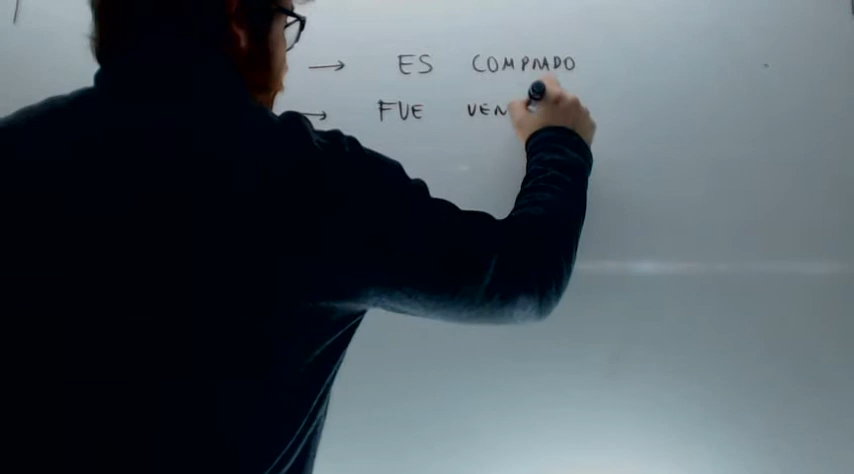 → ES COMPRADO
→ FUE VEN